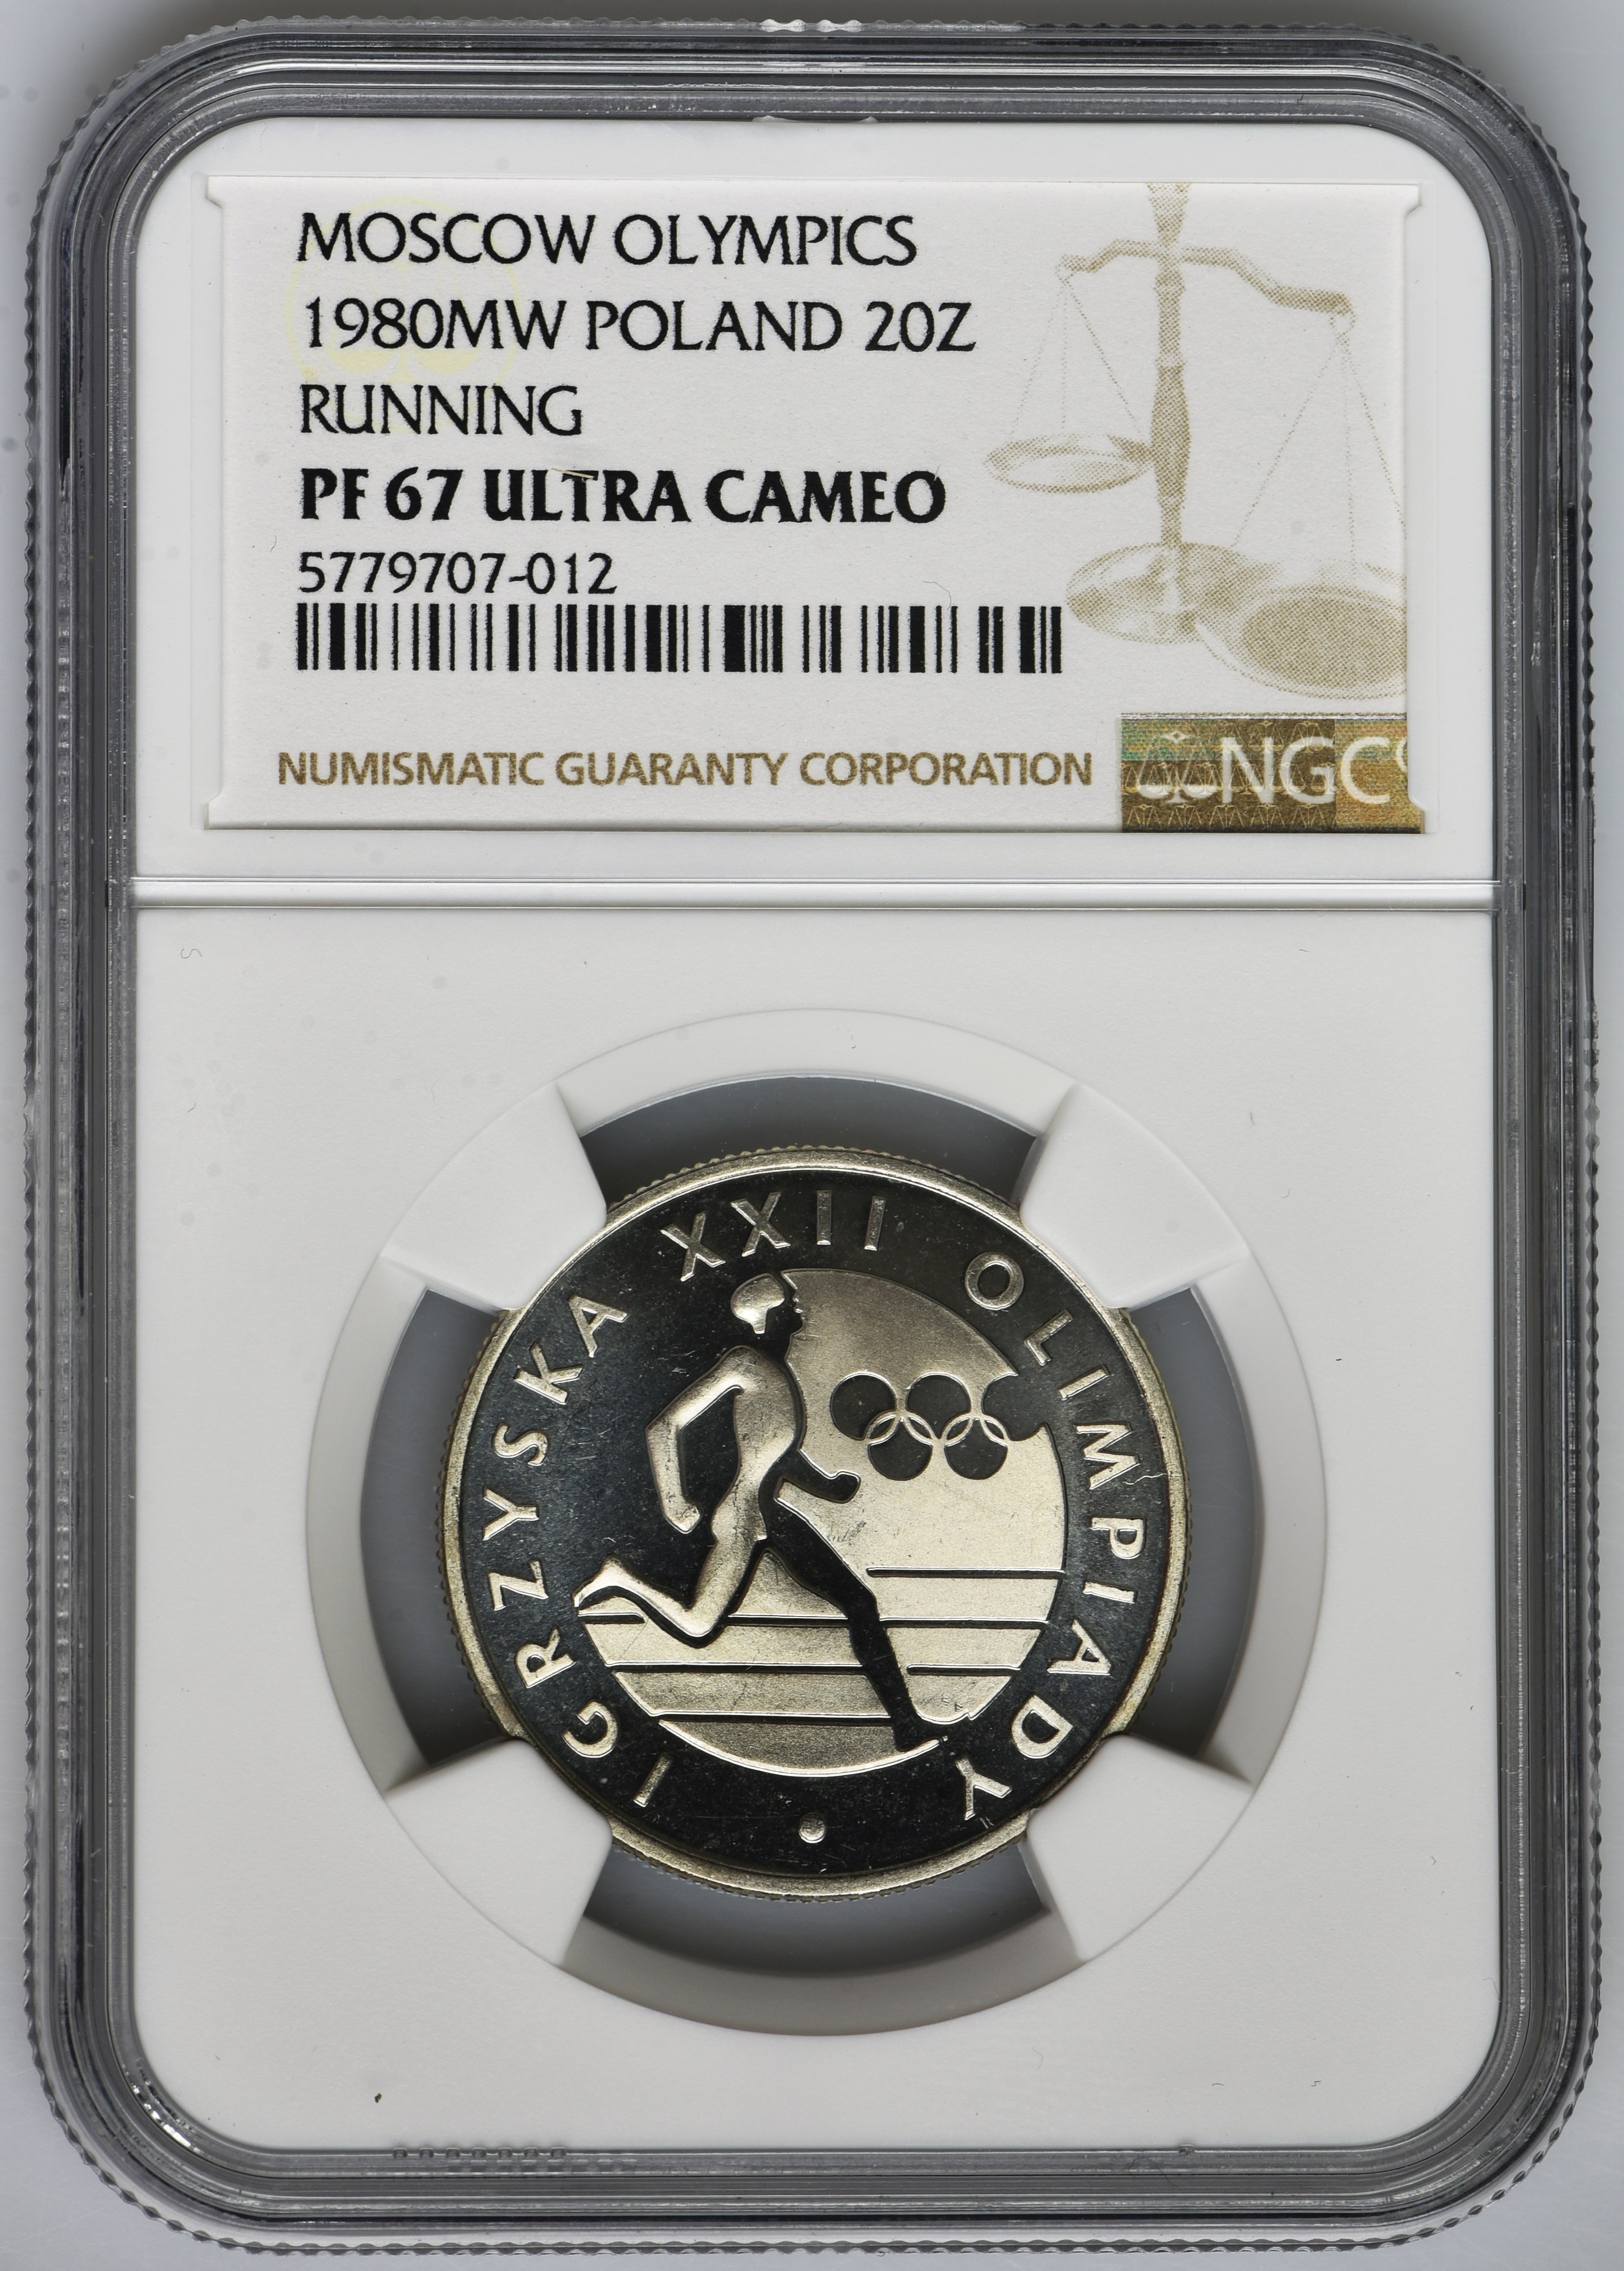 MOSCOW OLYMPICS
1980MW POLAND 20Z
RUNNING
PF 67 ULTRA CAMEO
5779707-012
NUMISMATIC GUARANTY CORPORATION
NGC
IGRZYSKA XXII OLIMPIADY